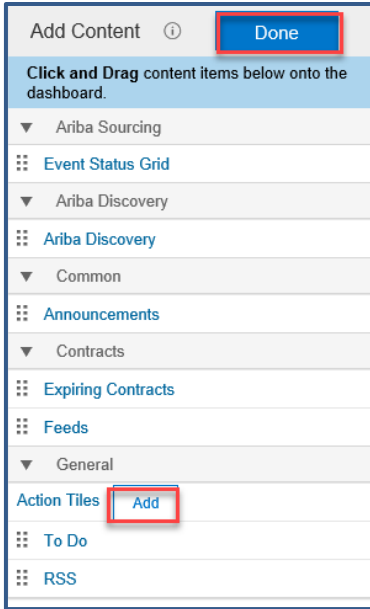 Add Content Done
Click and Drag content items below onto the
dashboard.
Ariba Sourcing
Event Status Grid
Ariba Discovery
Ariba Discovery
Common
Announcements
Contracts
Expiring Contracts
Feeds
General
Action Tiles Add
To Do
RSS